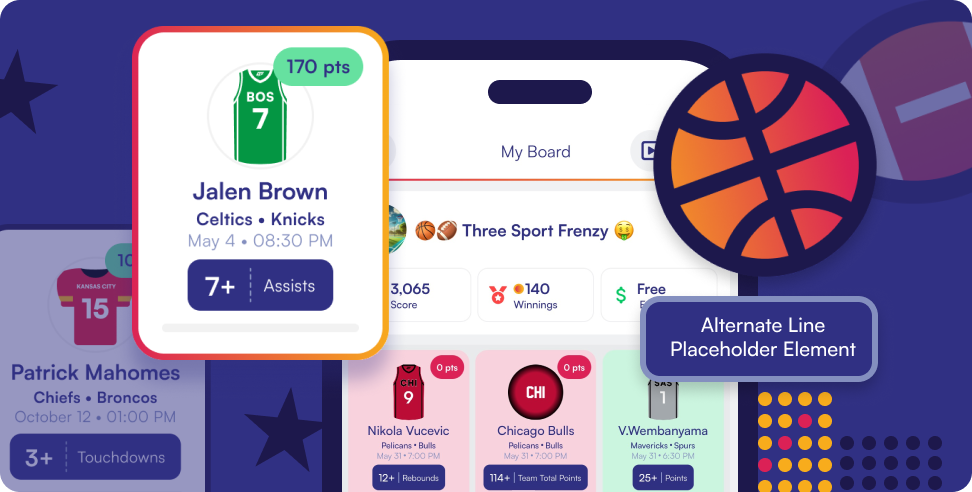 170 pts
BOS
7
Jalen Brown
Celtics • Knicks
May 4 • 08:30 PM
7+ Assists
10
KANSAS CITY
15
Patrick Mahomes
Chiefs • Broncos
October 12 • 01:00 PM
3+ Touchdowns
My Board
Three Sport Frenzy
3,065
Score
140
Winnings
Free
Alternate Line
Placeholder Element
0 pts
CHI
9
Nikola Vucevic
Pelicans • Bulls
May 31 • 7:00 PM
12+ Rebounds
0 pts
CHI
Chicago Bulls
Pelicans • Bulls
May 31 • 7:00 PM
114+ Team Total Points
SAS
1
V.Wembanyama
Mavericks • Spurs
May 31 • 6:30 PM
25+ Points